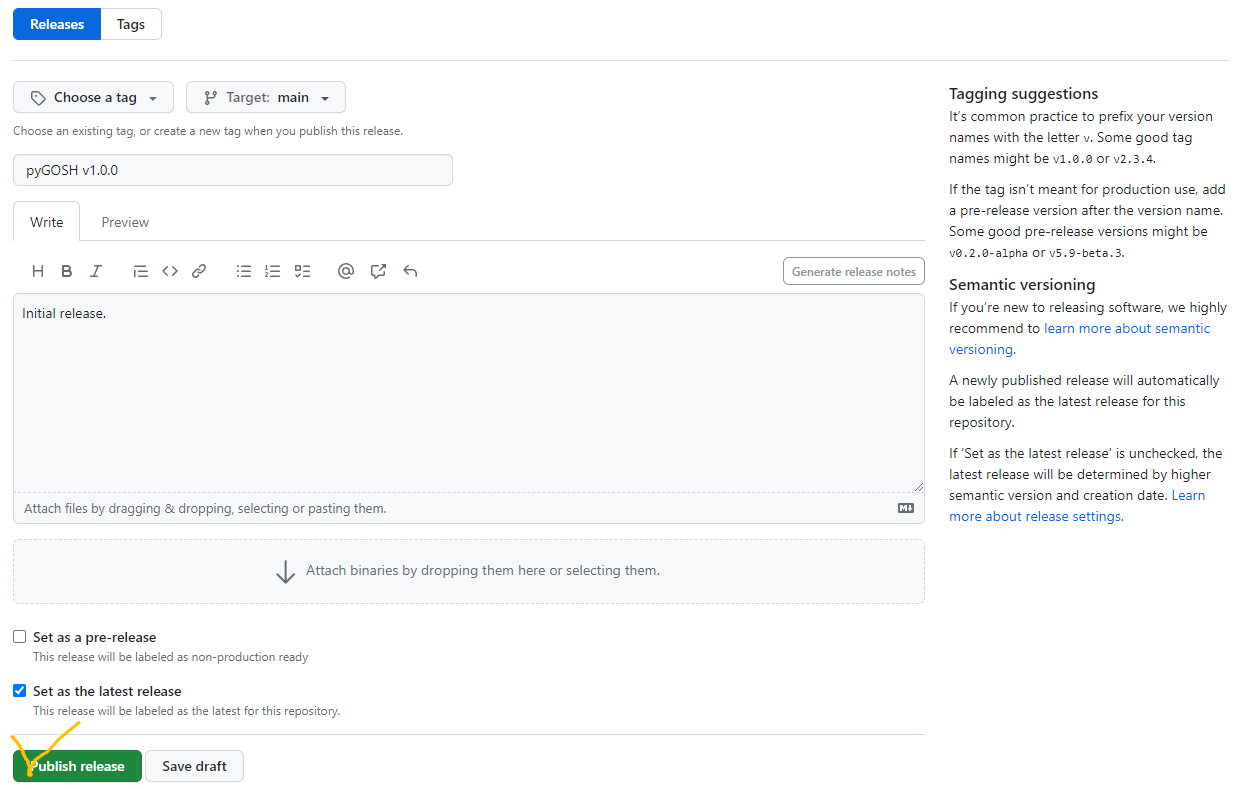 Releases Tags
Choose a tag Target: main
Choose an existing tag, or create a new tag when you publish this release.
pyGOSH v1.0.0
Write Preview
Generate release notes
Initial release.
Attach files by dragging & dropping, selecting or pasting them.
Attach binaries by dropping them here or selecting them.
Set as a pre-release
This release will be labeled as non-production ready
Set as the latest release
This release will be labeled as the latest for this repository.
Publish release Save draft
Tagging suggestions
It's common practice to prefix your version
names with the letter v. Some good tag
names might be v1.0.0 or v2.3.4.
If the tag isn't meant for production use, add
a pre-release version after the version name.
Some good pre-release versions might be
v0.2.0-alpha or v5.9-beta.3.
Semantic versioning
If you're new to releasing software, we highly
recommend to learn more about semantic
versioning.
A newly published release will automatically
be labeled as the latest release for this
repository.
If 'Set as the latest release' is unchecked, the
latest release will be determined by higher
semantic version and creation date. Learn
more about release settings.